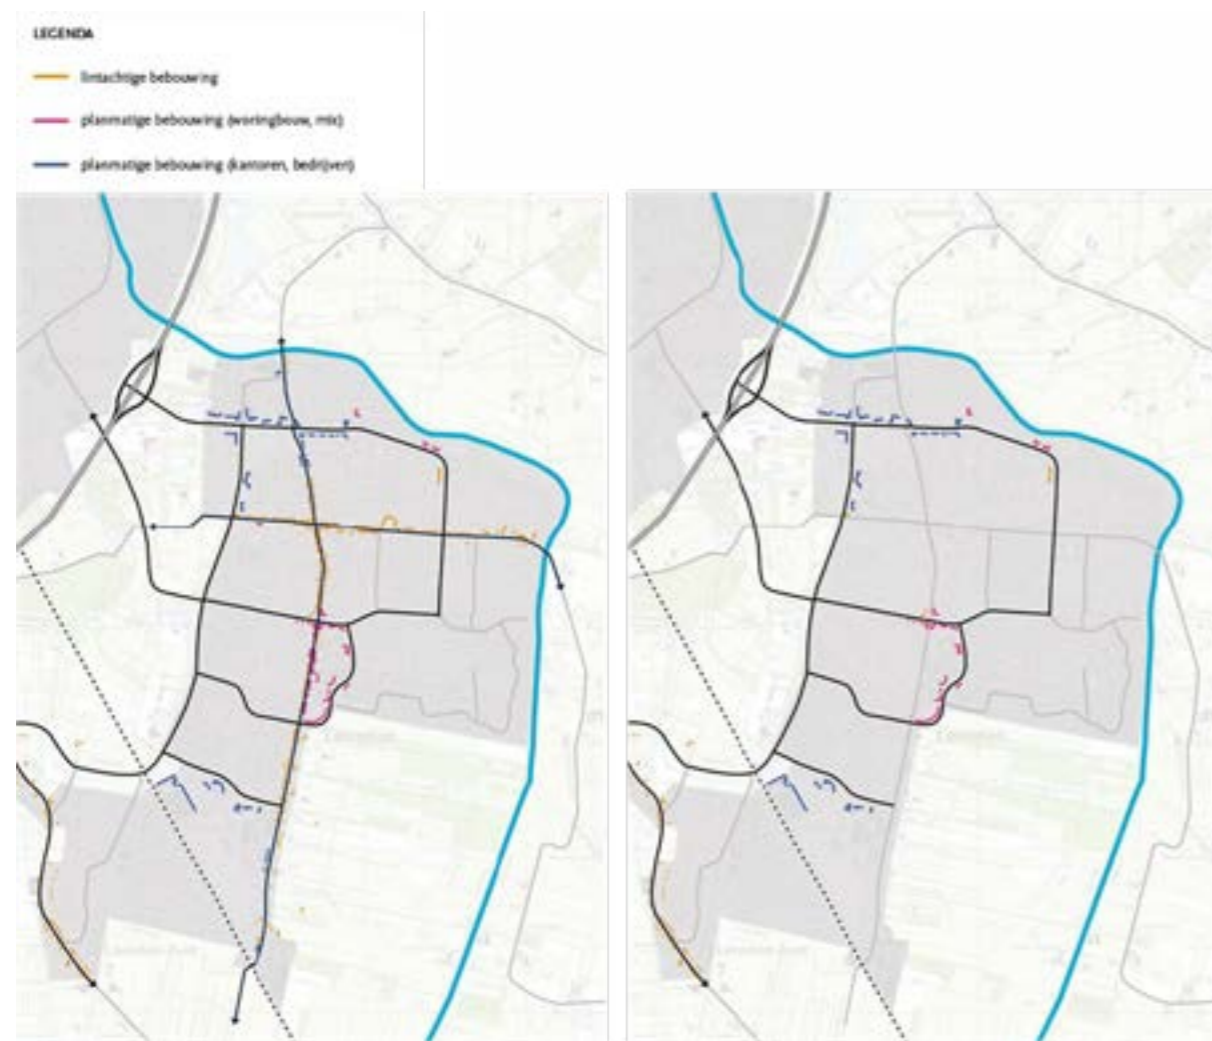 LEGENDA
lintachtige bebouwing
planmatige bebouwing (woningbouw, mix)
planmatige bebouwing (kantoren, bedrijven)